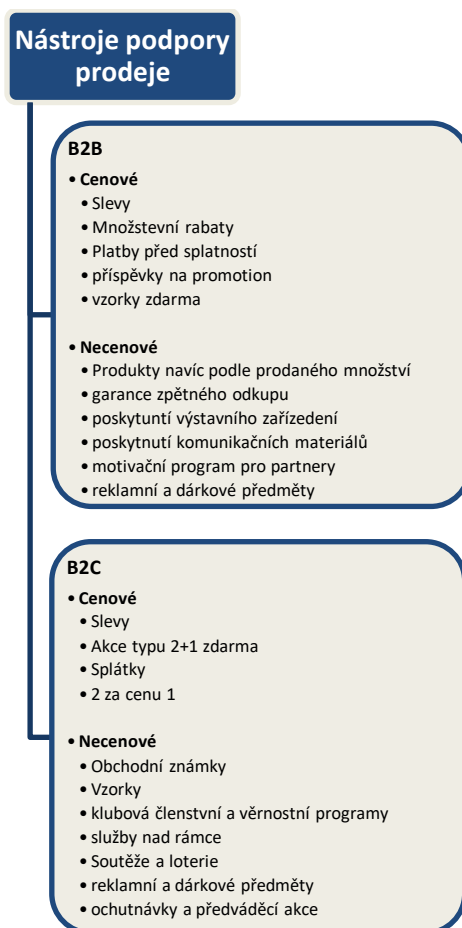 Nástroje podpory
prodeje
B2B
• Cenové
• Slevy
• Množstevní rabaty
• Platby před splatností
• příspěvky na promotion
• vzorky zdarma
• Necenové
• Produkty navíc podle prodaného množství
• garance zpětného odkupu
• poskytuntí výstavního zařízedení
• poskytnutí komunikačních materiálů
• motivační program pro partnery
• reklamní a dárkové předměty
B2C
• Cenové
• Slevy
• Akce typu 2+1 zdarma
• Splátky
• 2 za cenu 1
• Necenové
• Obchodní známky
• Vzorky
• klubová členstvní a věrnostní programy
• služby nad rámce
• Soutěže a loterie
• reklamní a dárkové předměty
• ochutnávky a předváděcí akce